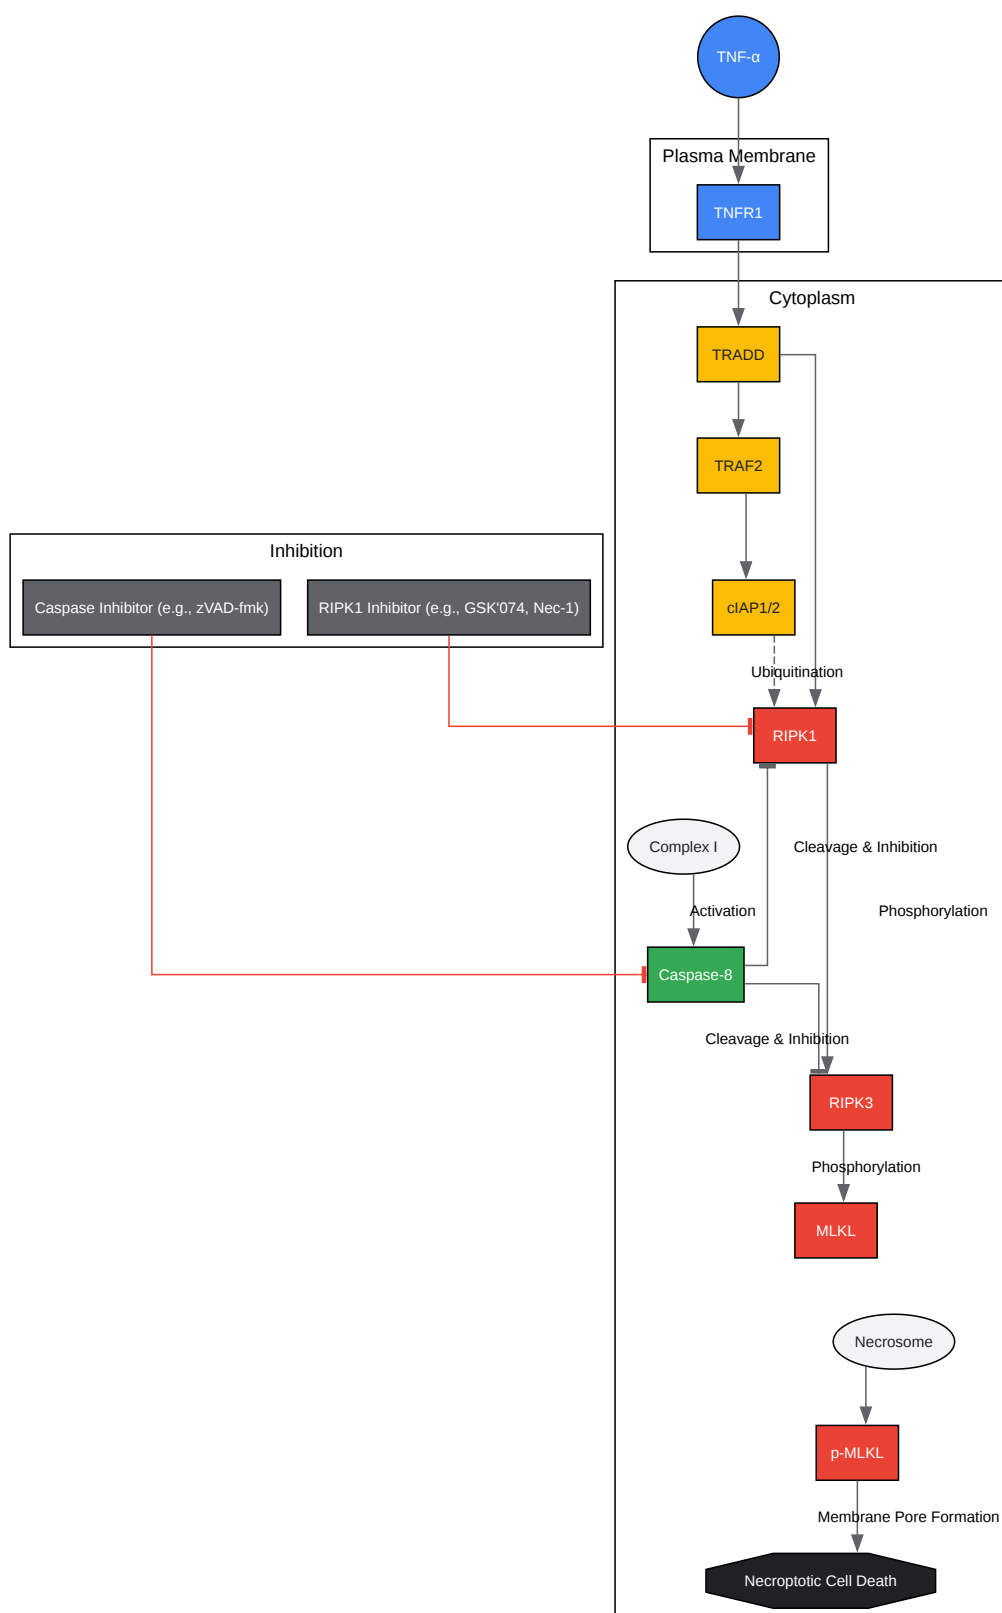 TNF-α
Plasma Membrane
TNFR1
Cytoplasm
TRADD
TRAF2
Inhibition
Caspase Inhibitor (e.g., zVAD-fmk)
RIPK1 Inhibitor (e.g., GSK'074, Nec-1)
cIAP1/2
Ubiquitination
RIPK1
Complex I
Cleavage & Inhibition
Activation
Phosphorylation
Caspase-8
Cleavage & Inhibition
RIPK3
Phosphorylation
MLKL
Necrosome
p-MLKL
Membrane Pore Formation
Necroptotic Cell Death